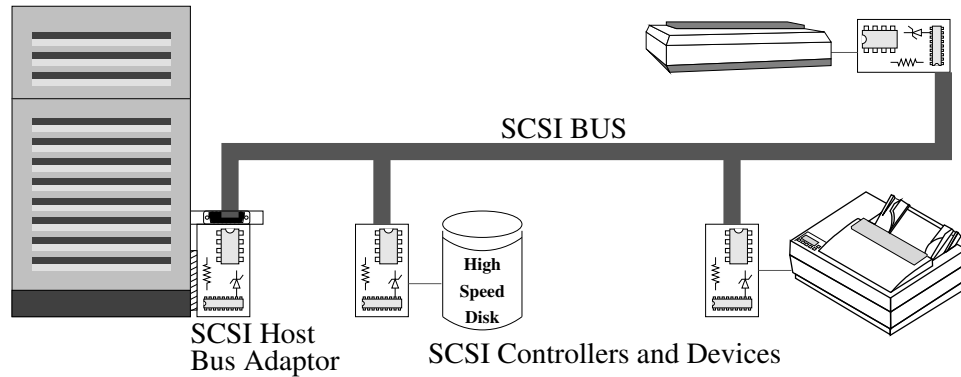 SCSI BUS
High
Speed
Disk
SCSI Host
Bus Adaptor
SCSI Controllers and Devices